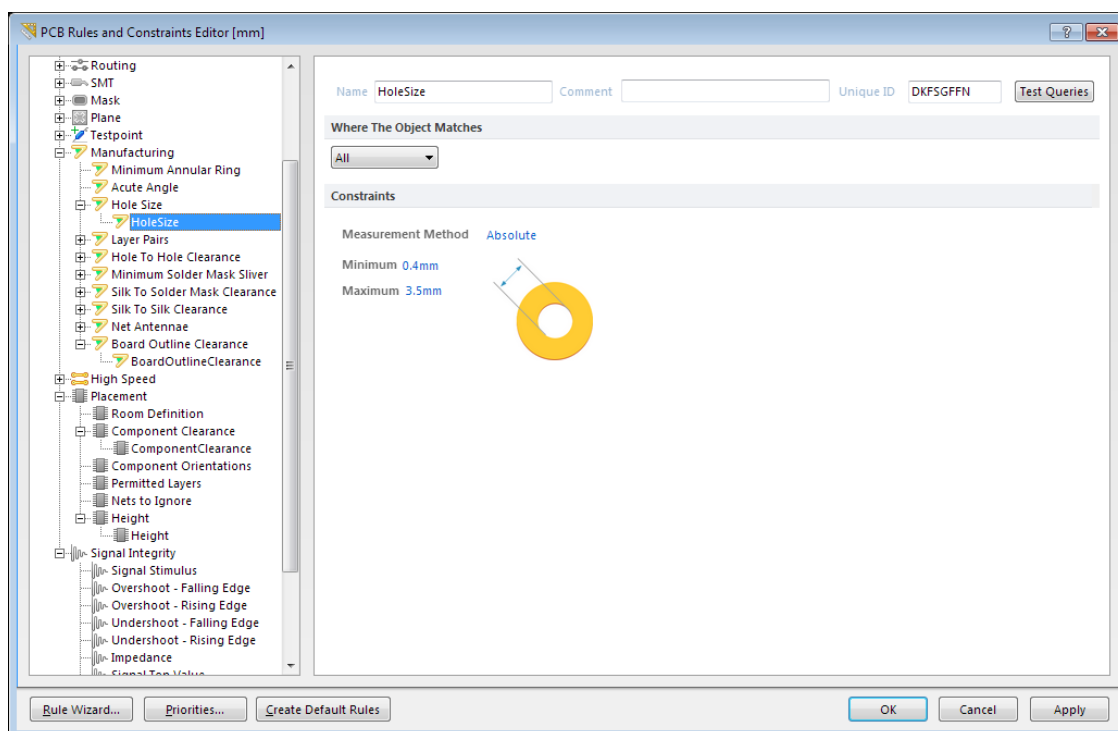 PCB Rules and Constraints Editor [mm]
Routing
SMT
Mask
Plane
Testpoint
Manufacturing
Minimum Annular Ring
Acute Angle
Hole Size
HoleSize
Layer Pairs
Hole To Hole Clearance
Minimum Solder Mask Sliver
Silk To Solder Mask Clearance
Silk To Silk Clearance
Net Antennae
Board Outline Clearance
BoardOutlineClearance
High Speed
Placement
Room Definition
Component Clearance
ComponentClearance
Component Orientations
Permitted Layers
Nets to Ignore
Height
Height
Signal Integrity
Signal Stimulus
Overshoot - Falling Edge
Overshoot - Rising Edge
Undershoot - Falling Edge
Undershoot - Rising Edge
Impedance
Signal Top Value
Name HoleSize Comment Unique ID DKFSGFFN Test Queries
Where The Object Matches
All
Constraints
Measurement Method Absolute
Minimum 0.4mm
Maximum 3.5mm
Rule Wizard... Priorities... Create Default Rules OK Cancel Apply